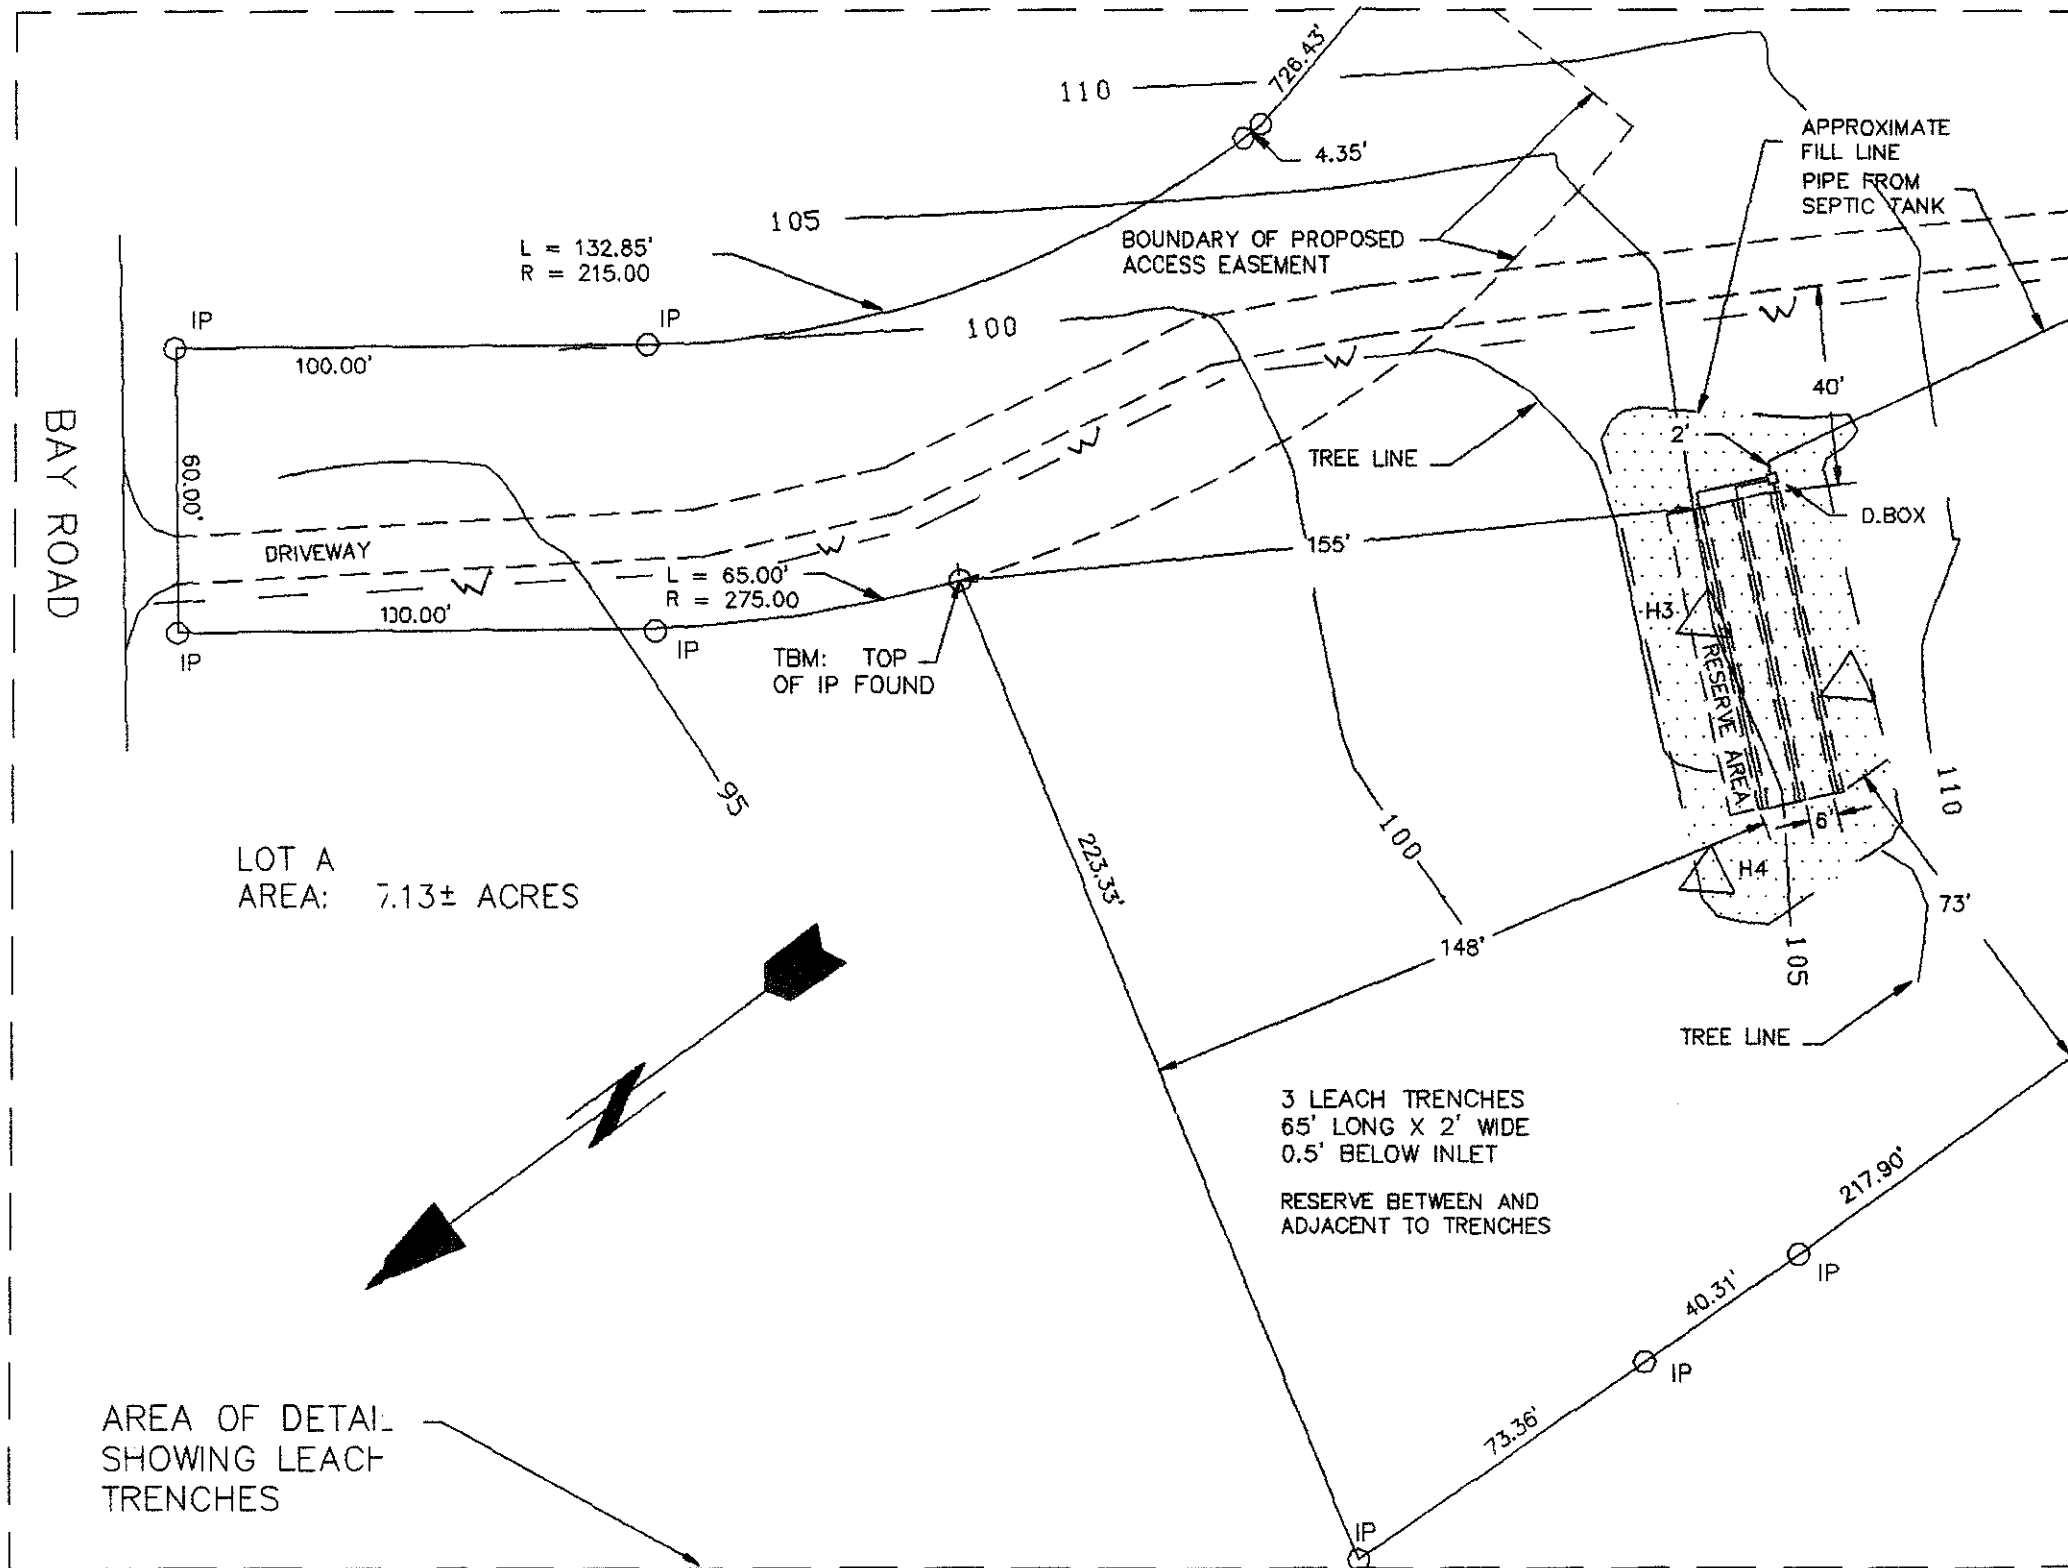 726.43'
110
APPROXIMATE
FILL LINE
4.35'
PIPE FROM
SEPTIC TANK
105
L = 132.85'
R = 215.00
BOUNDARY OF PROPOSED
ACCESS EASEMENT
IP
IP
100
W
W
100.00'
40'
BAY ROAD
60.00'
2'
TREE LINE
W
D.BOX
DRIVEWAY
155'
W
W
L = 65.00'
R = 275.00
100.00'
H3
IP
IP
TBM: TOP
OF IP FOUND
RESERVE AREA
95
110
6'
100
LOT A
AREA: 7.13± ACRES
223.33'
H4
73'
148'
105
TREE LINE
3 LEACH TRENCHES
65' LONG X 2' WIDE
0.5' BELOW INLET
RESERVE BETWEEN AND
ADJACENT TO TRENCHES
217.90'
IP
40.31'
IP
73.36'
AREA OF DETAIL
SHOWING LEACH
TRENCHES
IP